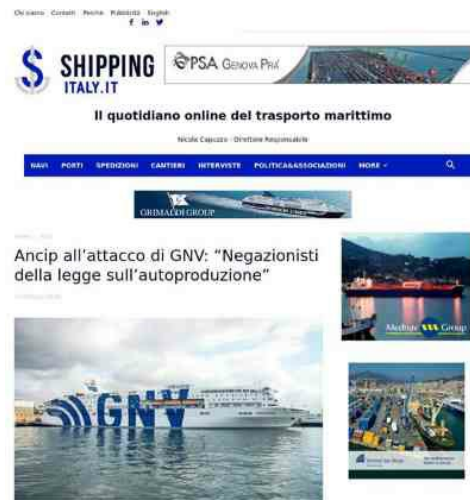 Chi siamo Contatti Perchè Pubblicità English
SHIPPING
ITALY.IT
PSA GENOVA PRA'
Il quotidiano online del trasporto marittimo
Nicola Capuzzo - Direttore Responsabile
NAVI PORTI SPEDIZIONI CANTIERI INTERVISTE POLITICA&ASSOCIAZIONI MORE
GRIMALDI GROUP
Ancip all’attacco di GNV: “Negazionisti
della legge sull’autoproduzione”
Medmar Group
GNV